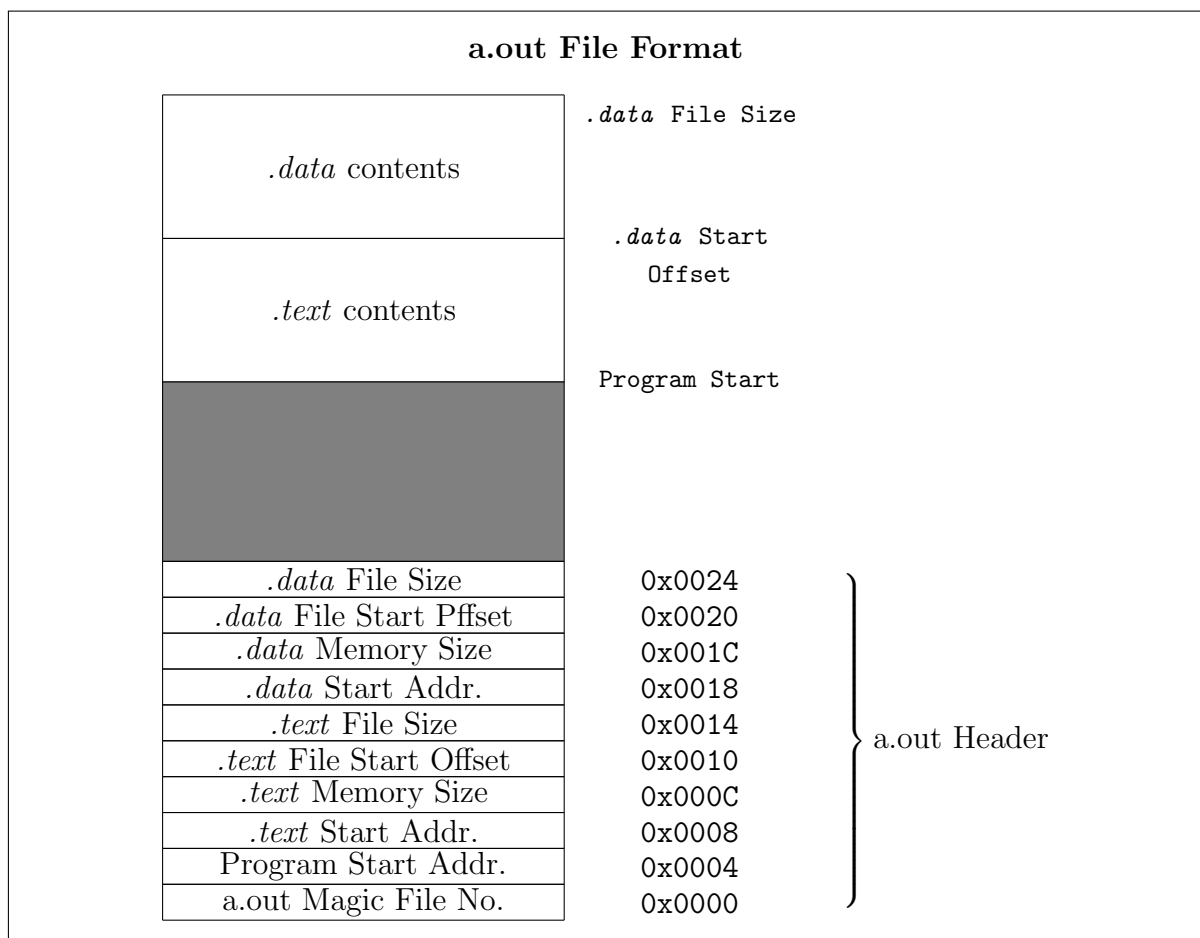 a.out File Format
.data File Size
.data contents
.data Start
Offset
.text contents
Program Start
.data File Size 0x0024
.data File Start Pffset 0x0020
.data Memory Size 0x001C
.data Start Addr. 0x0018
.text File Size 0x0014
a.out Header
.text File Start Offset 0x0010
.text Memory Size 0x000C
.text Start Addr. 0x0008
Program Start Addr. 0x0004
a.out Magic File No. 0x0000